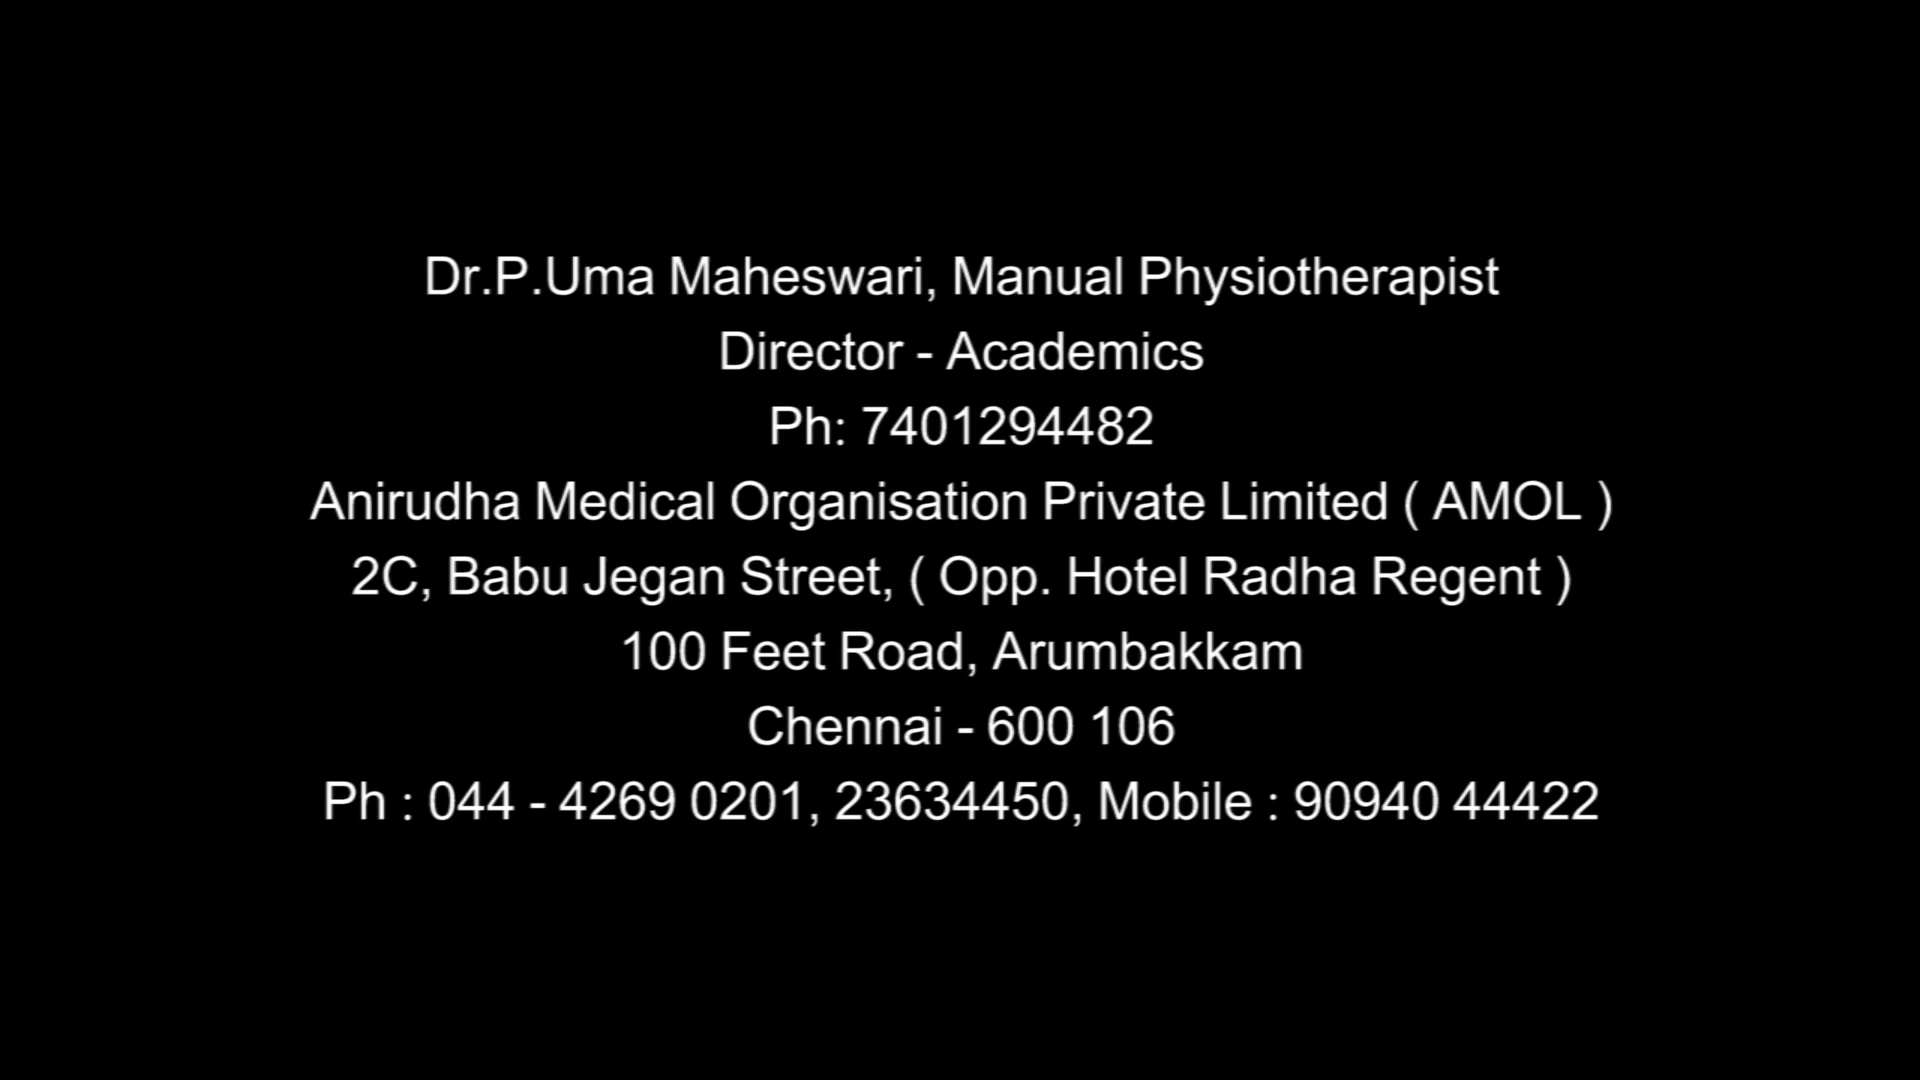 Dr.P.Uma Maheswari, Manual Physiotherapist
Director - Academics
Ph: 7401294482
Anirudha Medical Organisation Private Limited ( AMOL )
2C, Babu Jegan Street, ( Opp. Hotel Radha Regent )
100 Feet Road, Arumbakkam
Chennai - 600 106
Ph : 044 - 4269 0201, 23634450, Mobile : 90940 44422